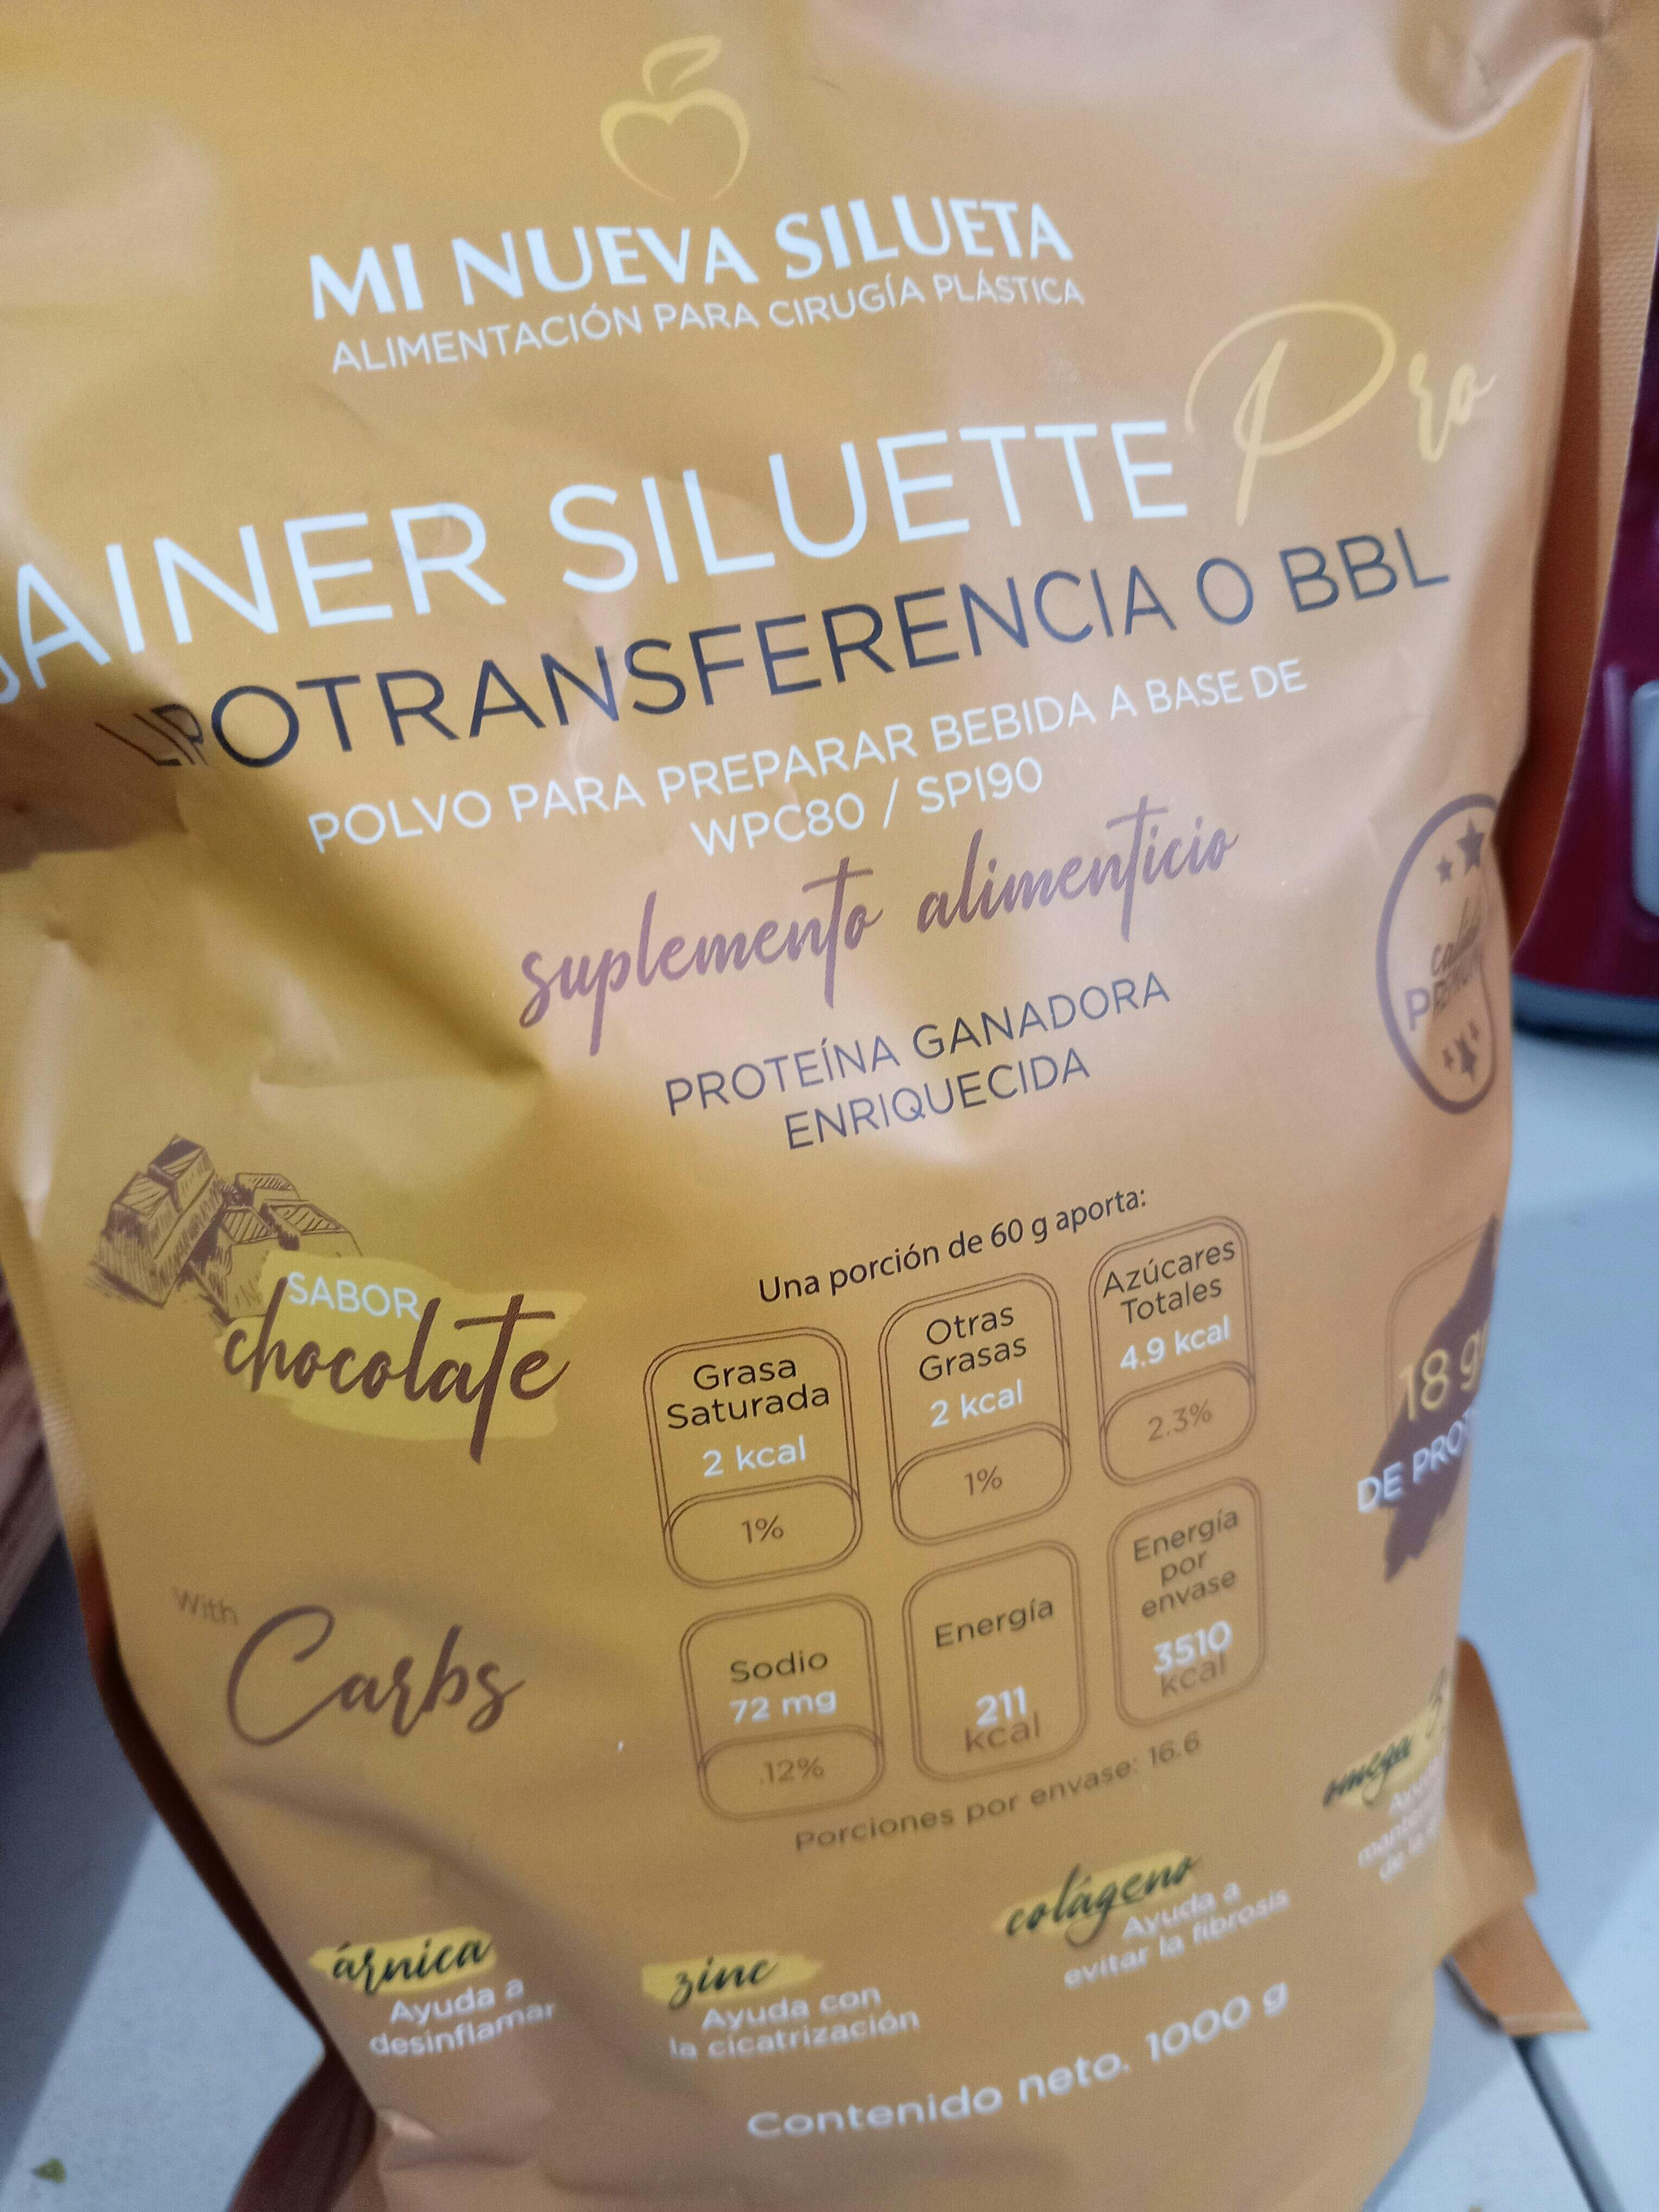 MI NUEVA SILUETA
ALIMENTACIÓN PARA CIRUGÍA PLÁSTICA
AINER SILUETTE Pro
LIPOTRANSFERENCIA O BBL
POLVO PARA PREPARAR BEBIDA A BASE DE
WPC80 / SPI90
suplemento alimenticio
PROTEÍNA GANADORA
ENRIQUECIDA
SABOR
chocolate
With
Carbs
Una porción de 60 g aporta:
Grasa
Saturada
2 kcal
1%
Otras
Grasas
2 kcal
1%
Azúcares
Totales
4.9 kcal
2.3%
Sodio
72 mg
.12%
Energía
211
kcal
Energía
por
envase
3510
kcal
Porciones por envase: 16.6
18 g
DE PRO
árnica
Ayuda a
desinflamar
zinc
Ayuda con
la cicatrización
colágeno
Ayuda a
evitar la fibrosis
omega 3
Contenido neto. 1000 g